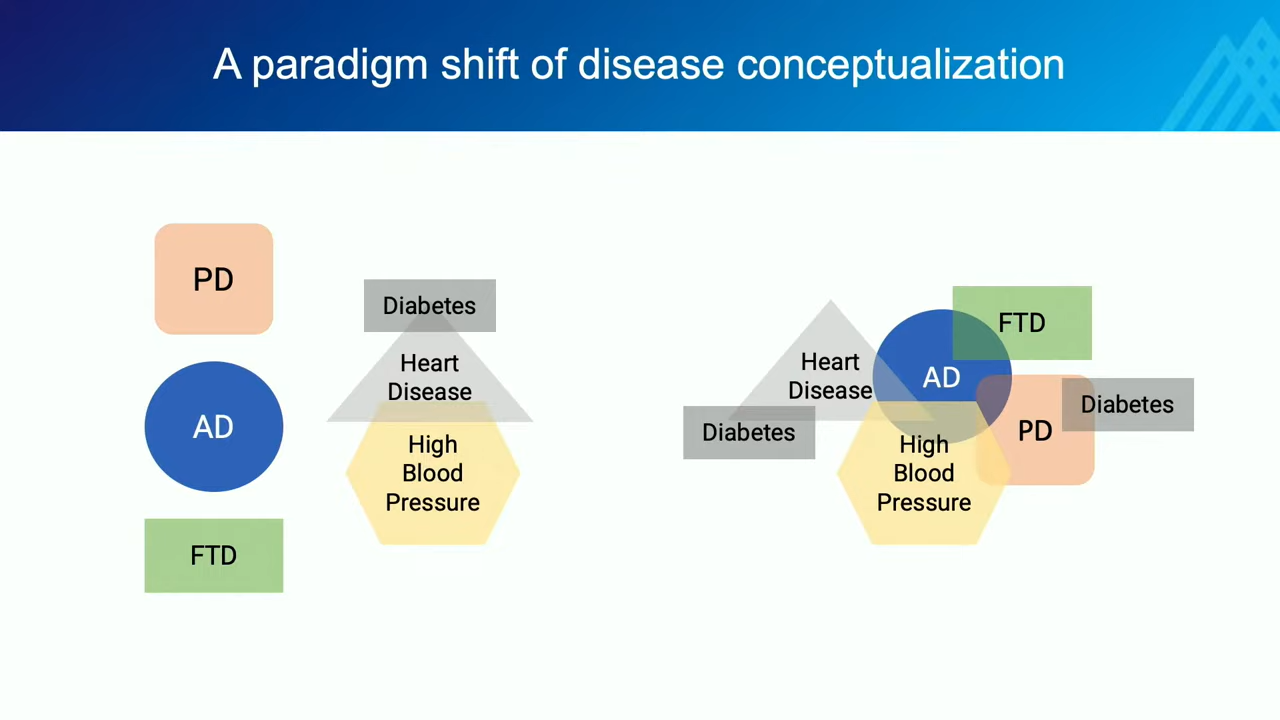 A paradigm shift of disease conceptualization
PD
AD
FTD
Diabetes
Heart
Disease
High
Blood
Pressure
Heart
Disease
Diabetes
AD
High
Blood
Pressure
FTD
PD
Diabetes